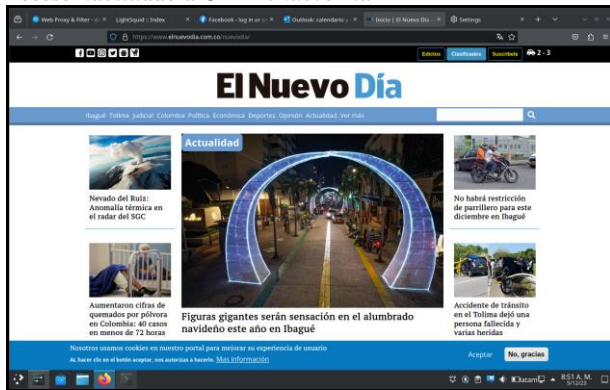 Web Proxy & Filter -
LightSquid : Index
Facebook - log in or
Outlook: calendario y
Inicio | El Nuevo Día
Settings
https://www.elnuevodia.com.co/nuevodia/
Edictos
Clasificados
Suscríbete
2 - 3
El Nuevo Día
Ibagué Tolima Judicial Colombia Política Económica Deportes Opinión Actualidad Ver más
Actualidad
Nevado del Ruiz:
Anomalía térmica en
el radar del SGC
No habrá restricción
de parrillero para este
diciembre en Ibagué
Aumentaron cifras de
quemados por pólvora
en Colombia: 40 casos
en menos de 72 horas
Figuras gigantes serán sensación en el alumbrado
navideño este año en Ibagué
Accidente de tránsito
en el Tolima dejó una
persona fallecida y
varias heridas
Nosotros usamos cookies en nuestro portal para mejorar su experiencia de usuario
Al hacer clic en el botón aceptar, nos autorizas a hacerlo. Mas información
Aceptar
No, gracias
8:51 A. M.
5/12/23